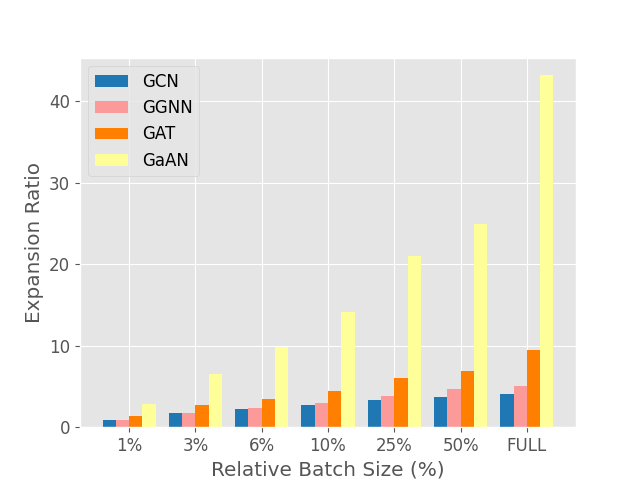 GCN
GGNN
GAT
GaAN
Expansion Ratio
40
30
20
10
0
1% 3% 6% 10% 25% 50% FULL
Relative Batch Size (%)